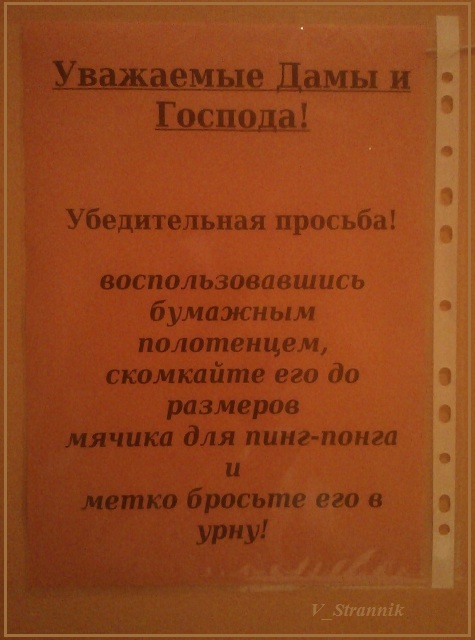 Уважаемые Дамы и
Господа!
Убедительная просьба!
воспользовавшись
бумажным
полотенцем,
скомкайте его до
размеров
мячика для пинг-понга
и
метко бросьте его в
урну!
V_Strannik